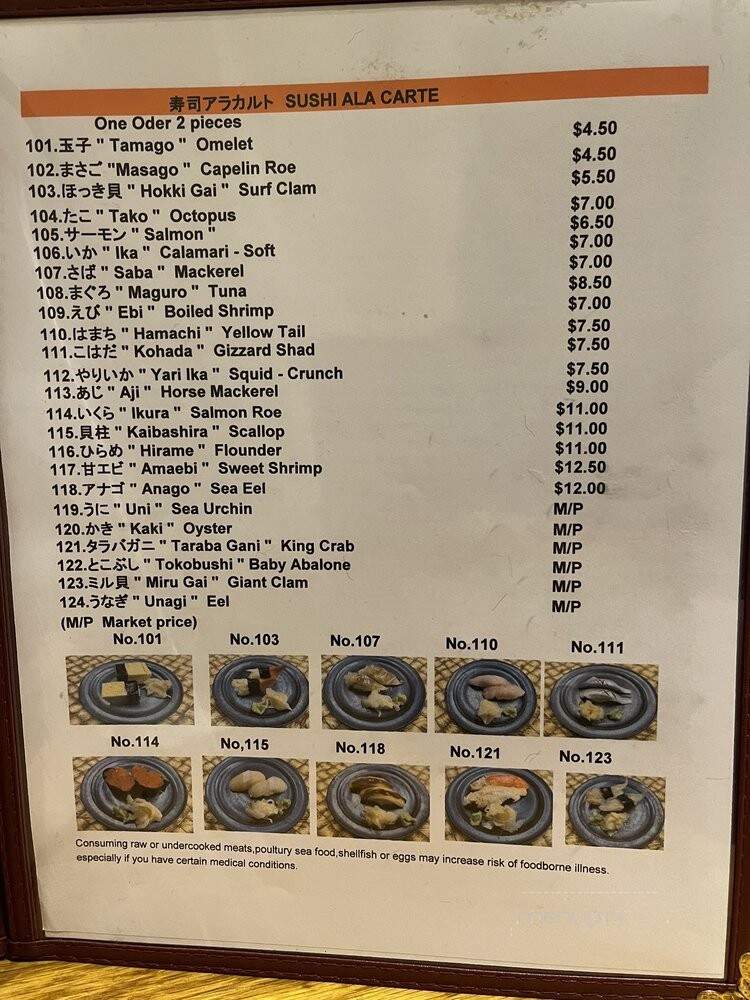 寿司アラカルト SUSHI ALA CARTE
One Oder 2 pieces
101.玉子 " Tamago " Omelet $4.50
102.まさご "Masago " Capelin Roe $4.50
103.ほっき貝 " Hokki Gai " Surf Clam $5.50
104.たこ " Tako " Octopus $7.00
105.サーモン " Salmon " $6.50
106.いか " Ika " Calamari - Soft $7.00
107.さば " Saba " Mackerel $7.00
108.まぐろ " Maguro " Tuna $8.50
109.えび " Ebi " Boiled Shrimp $7.00
110.はまち " Hamachi " Yellow Tail $7.50
111.こはだ " Kohada " Gizzard Shad $7.50
112.やりいか " Yari Ika " Squid - Crunch $7.50
113.あじ " Aji " Horse Mackerel $9.00
114.いくら " Ikura " Salmon Roe $11.00
115.貝柱 " Kaibashira " Scallop $11.00
116.ひらめ " Hirame " Flounder $11.00
117.甘エビ " Amaebi " Sweet Shrimp $12.50
118.アナゴ " Anago " Sea Eel $12.00
119.うに " Uni " Sea Urchin M/P
120.かき " Kaki " Oyster M/P
121.タラバガニ " Taraba Gani " King Crab M/P
122.とこぶし " Tokobushi " Baby Abalone M/P
123.ミル貝 " Miru Gai " Giant Clam M/P
124.うなぎ " Unagi " Eel M/P
(M/P Market price)
No.101 No.103 No.107 No.110 No.111
No.114 No,115 No.118 No.121 No.123
Consuming raw or undercooked meats,poultury sea food,shellfish or eggs may increase risk of foodborne illness.
especially if you have certain medical conditions.